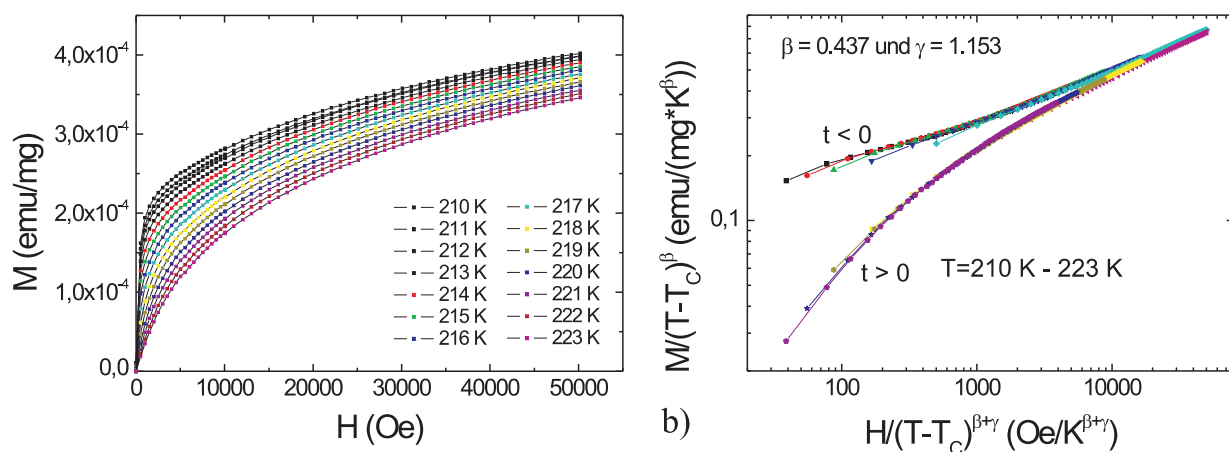 4,0x10⁻⁴
3,0x10⁻⁴
2,0x10⁻⁴
1,0x10⁻⁴
0,0
M (emu/mg)
210 K 217 K
211 K 218 K
212 K 219 K
213 K 220 K
214 K 221 K
215 K 222 K
216 K 223 K
0 10000 20000 30000 40000 50000
H (Oe)
b)
β = 0.437 und γ = 1.153
t < 0
t > 0
T=210 K - 223 K
0,1
M/(T-T_C)^β (emu/(mg*K^β))
100 1000 10000
H/(T-T_C)^β+γ (Oe/K^β+γ)